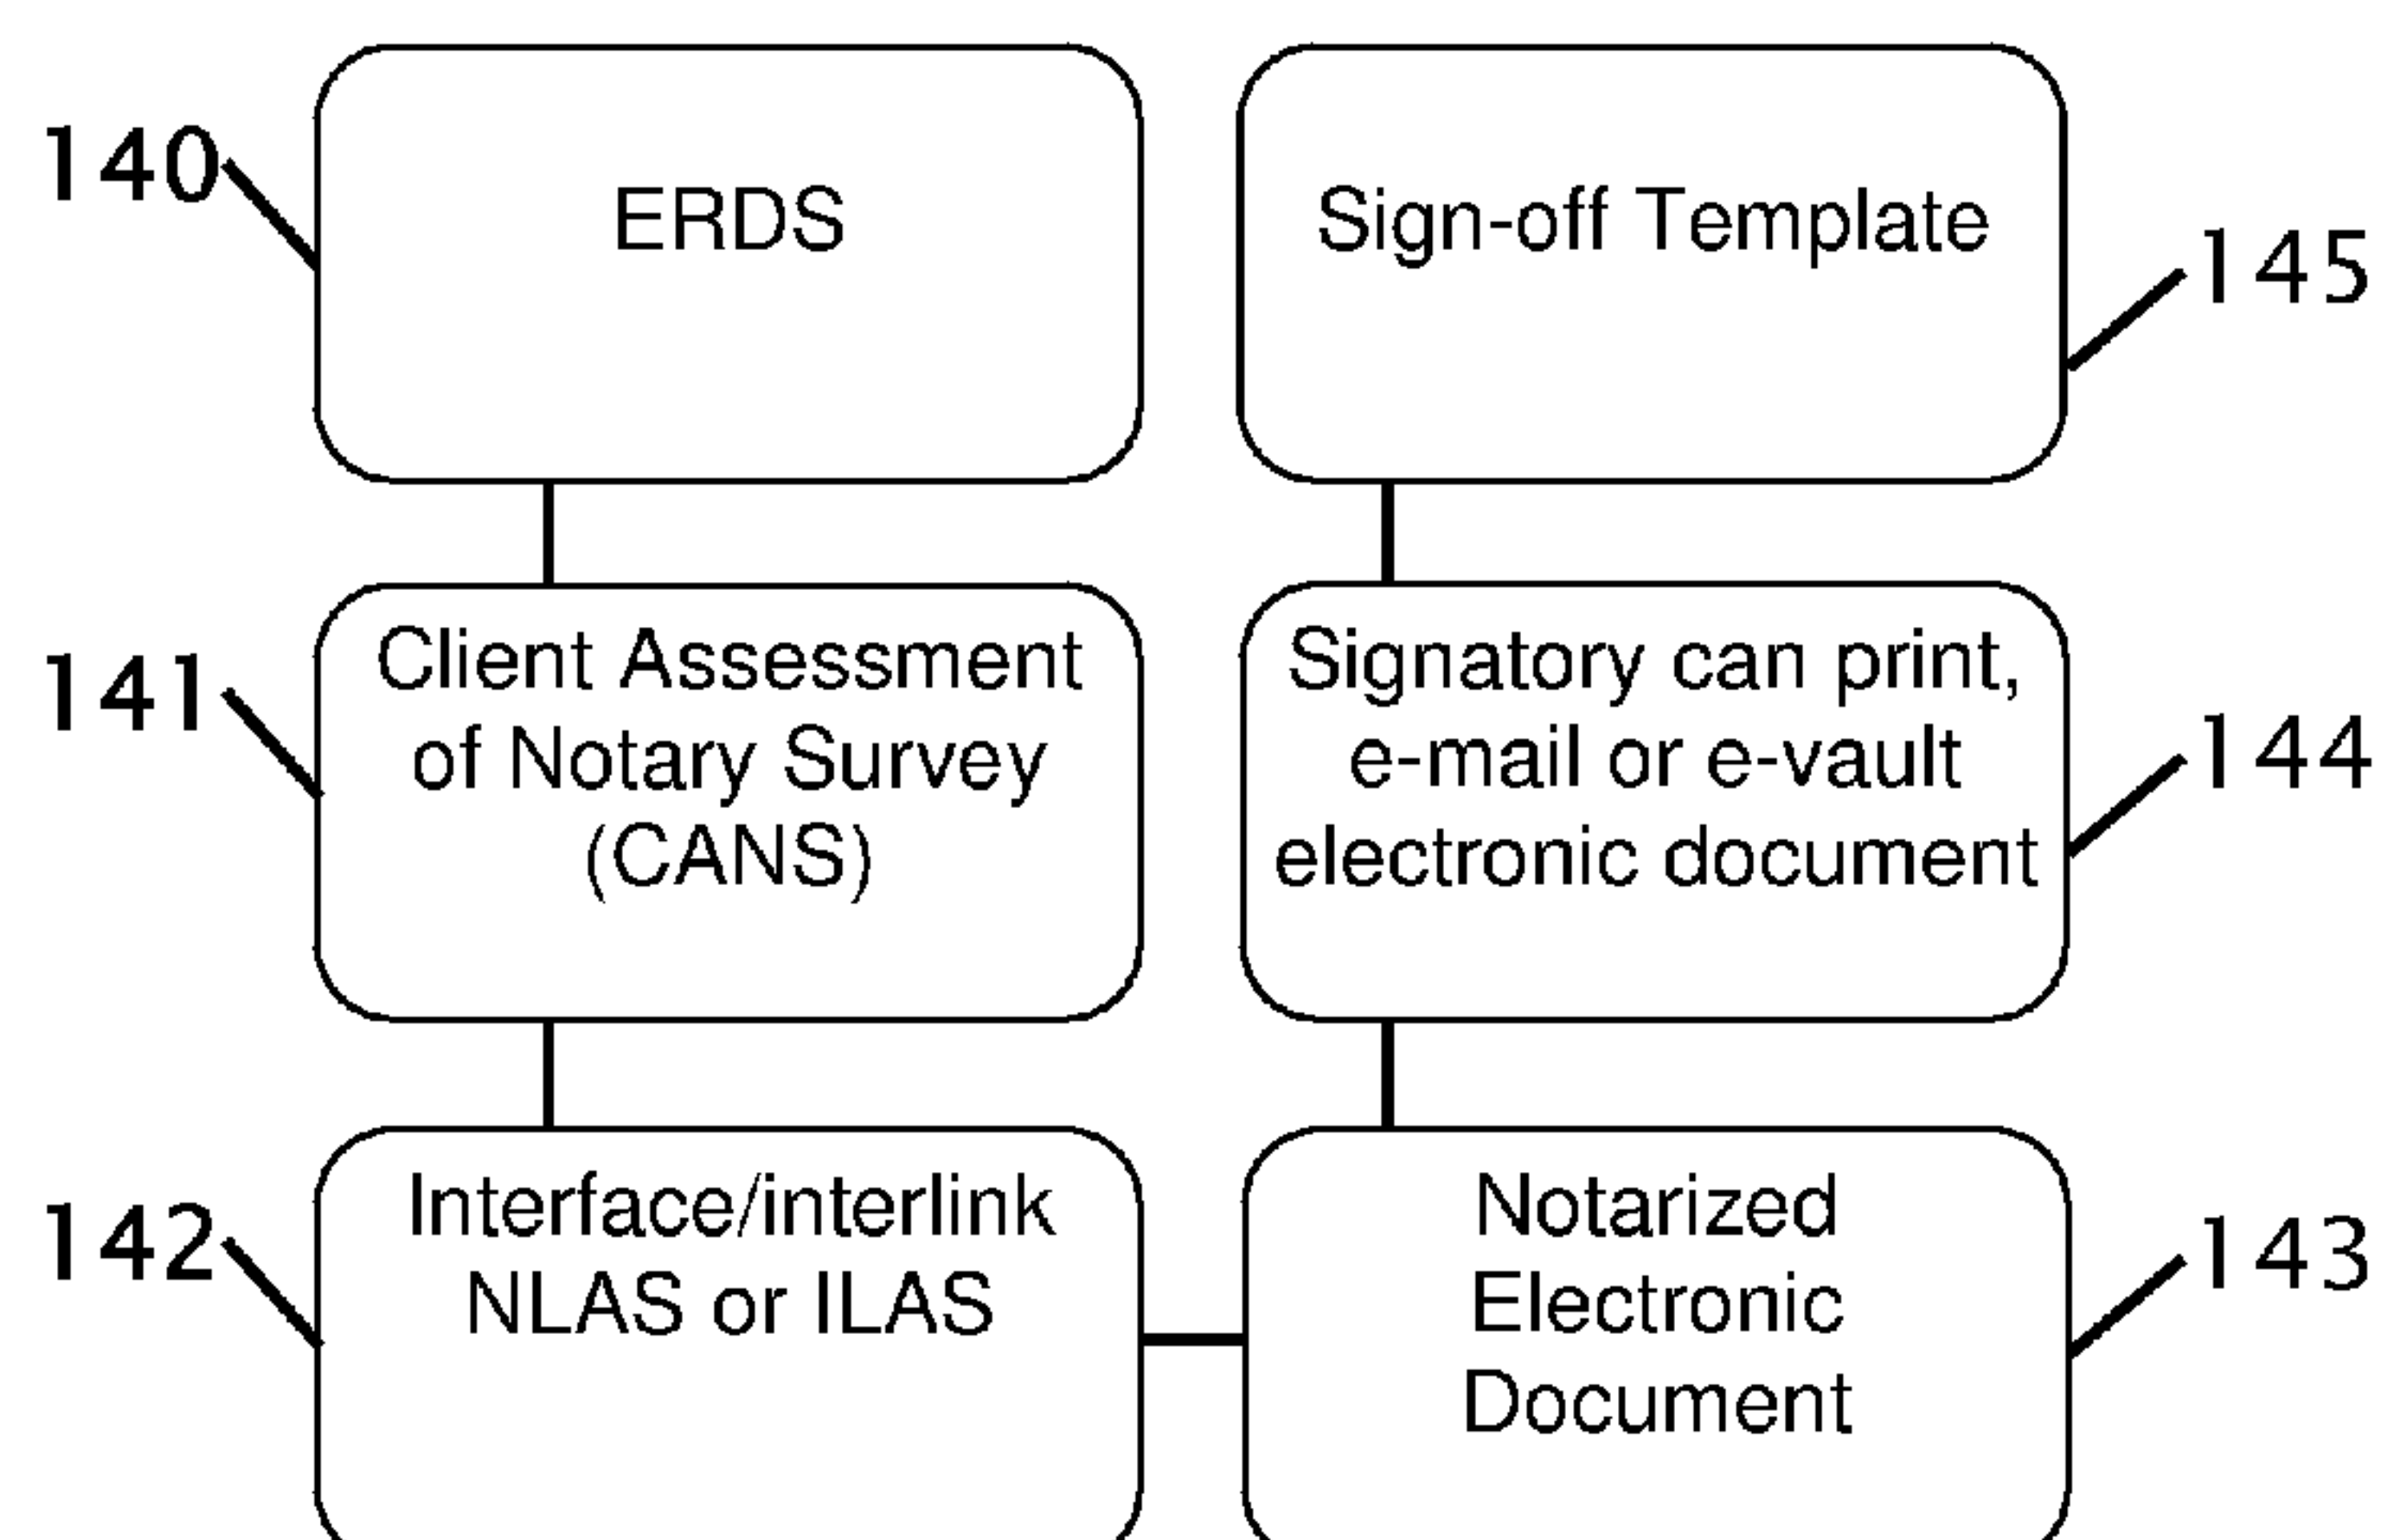 140
ERDS
Sign-off Template
145
141
Client Assessment
of Notary Survey
(CANS)
Signatory can print,
e-mail or e-vault
electronic document
144
142
Interface/interlink
NLAS or ILAS
Notarized
Electronic
Document
143